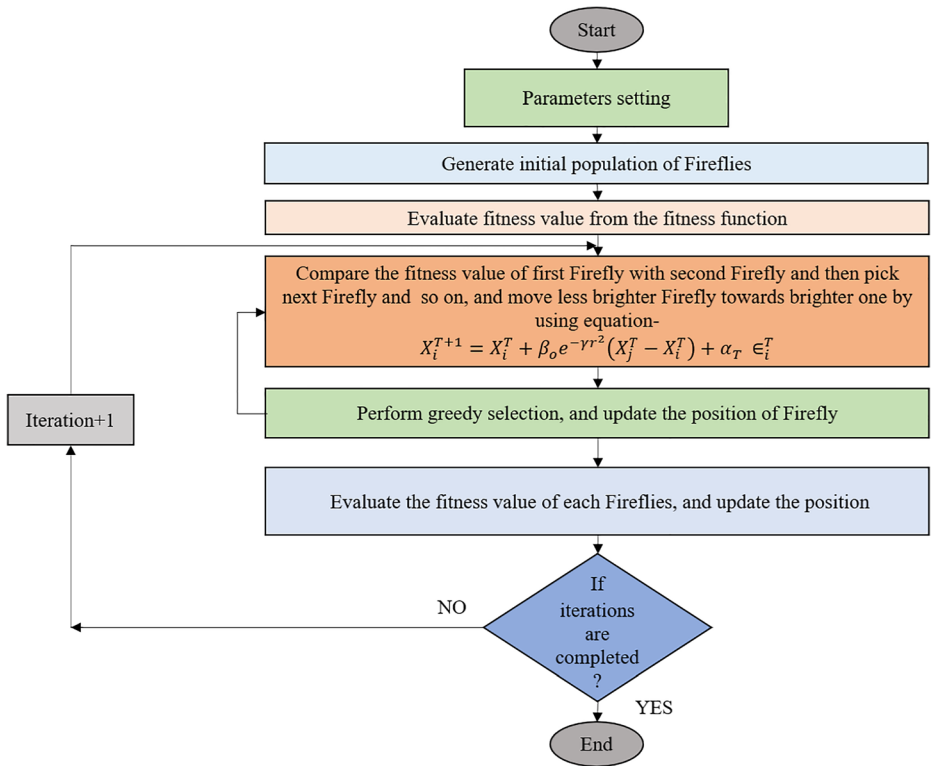 Start
Parameters setting
Generate initial population of Fireflies
Evaluate fitness value from the fitness function
Compare the fitness value of first Firefly with second Firefly and then pick
next Firefly and so on, and move less brighter Firefly towards brighter one by
using equation-
$X_i^{T+1} = X_i^T + \beta_o e^{-\gamma r^2}(X_j^T - X_i^T) + \alpha_T \in_i^T$
Perform greedy selection, and update the position of Firefly
Iteration+1
Evaluate the fitness value of each Fireflies, and update the position
If
iterations
are
completed
?
NO
YES
End